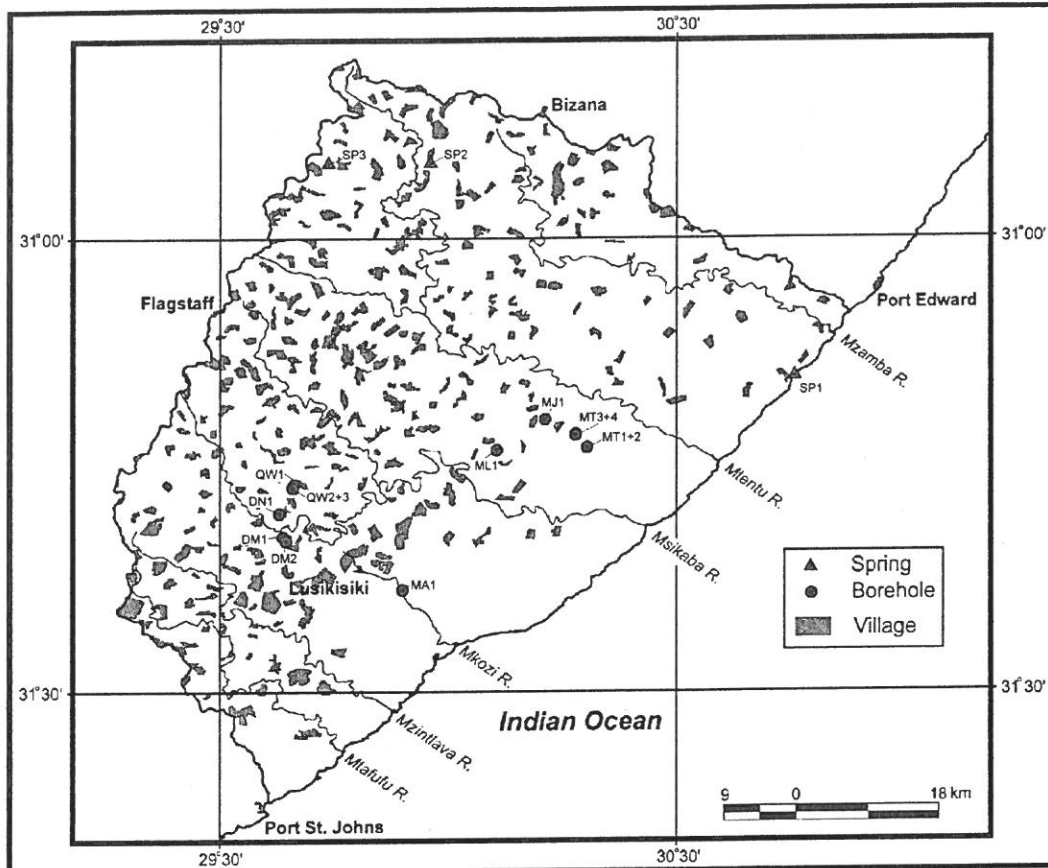 29°30'
30°30'
Bizana
SP3
SP2
31°00'
31°00'
Flagstaff
Port Edward
Mzamba R.
SP1
MJ1
MT3+4
MT1+2
ML1
QW1
QW2+3
DN1
Mtentu R.
DM1
DM2
Msikaba R.
Lusikisiki
MA1
Spring
Borehole
Village
Mkozi R.
31°30'
31°30'
Indian Ocean
Mzintlava R.
Mtafufu R.
9 0 18 km
Port St. Johns
29°30'
30°30'